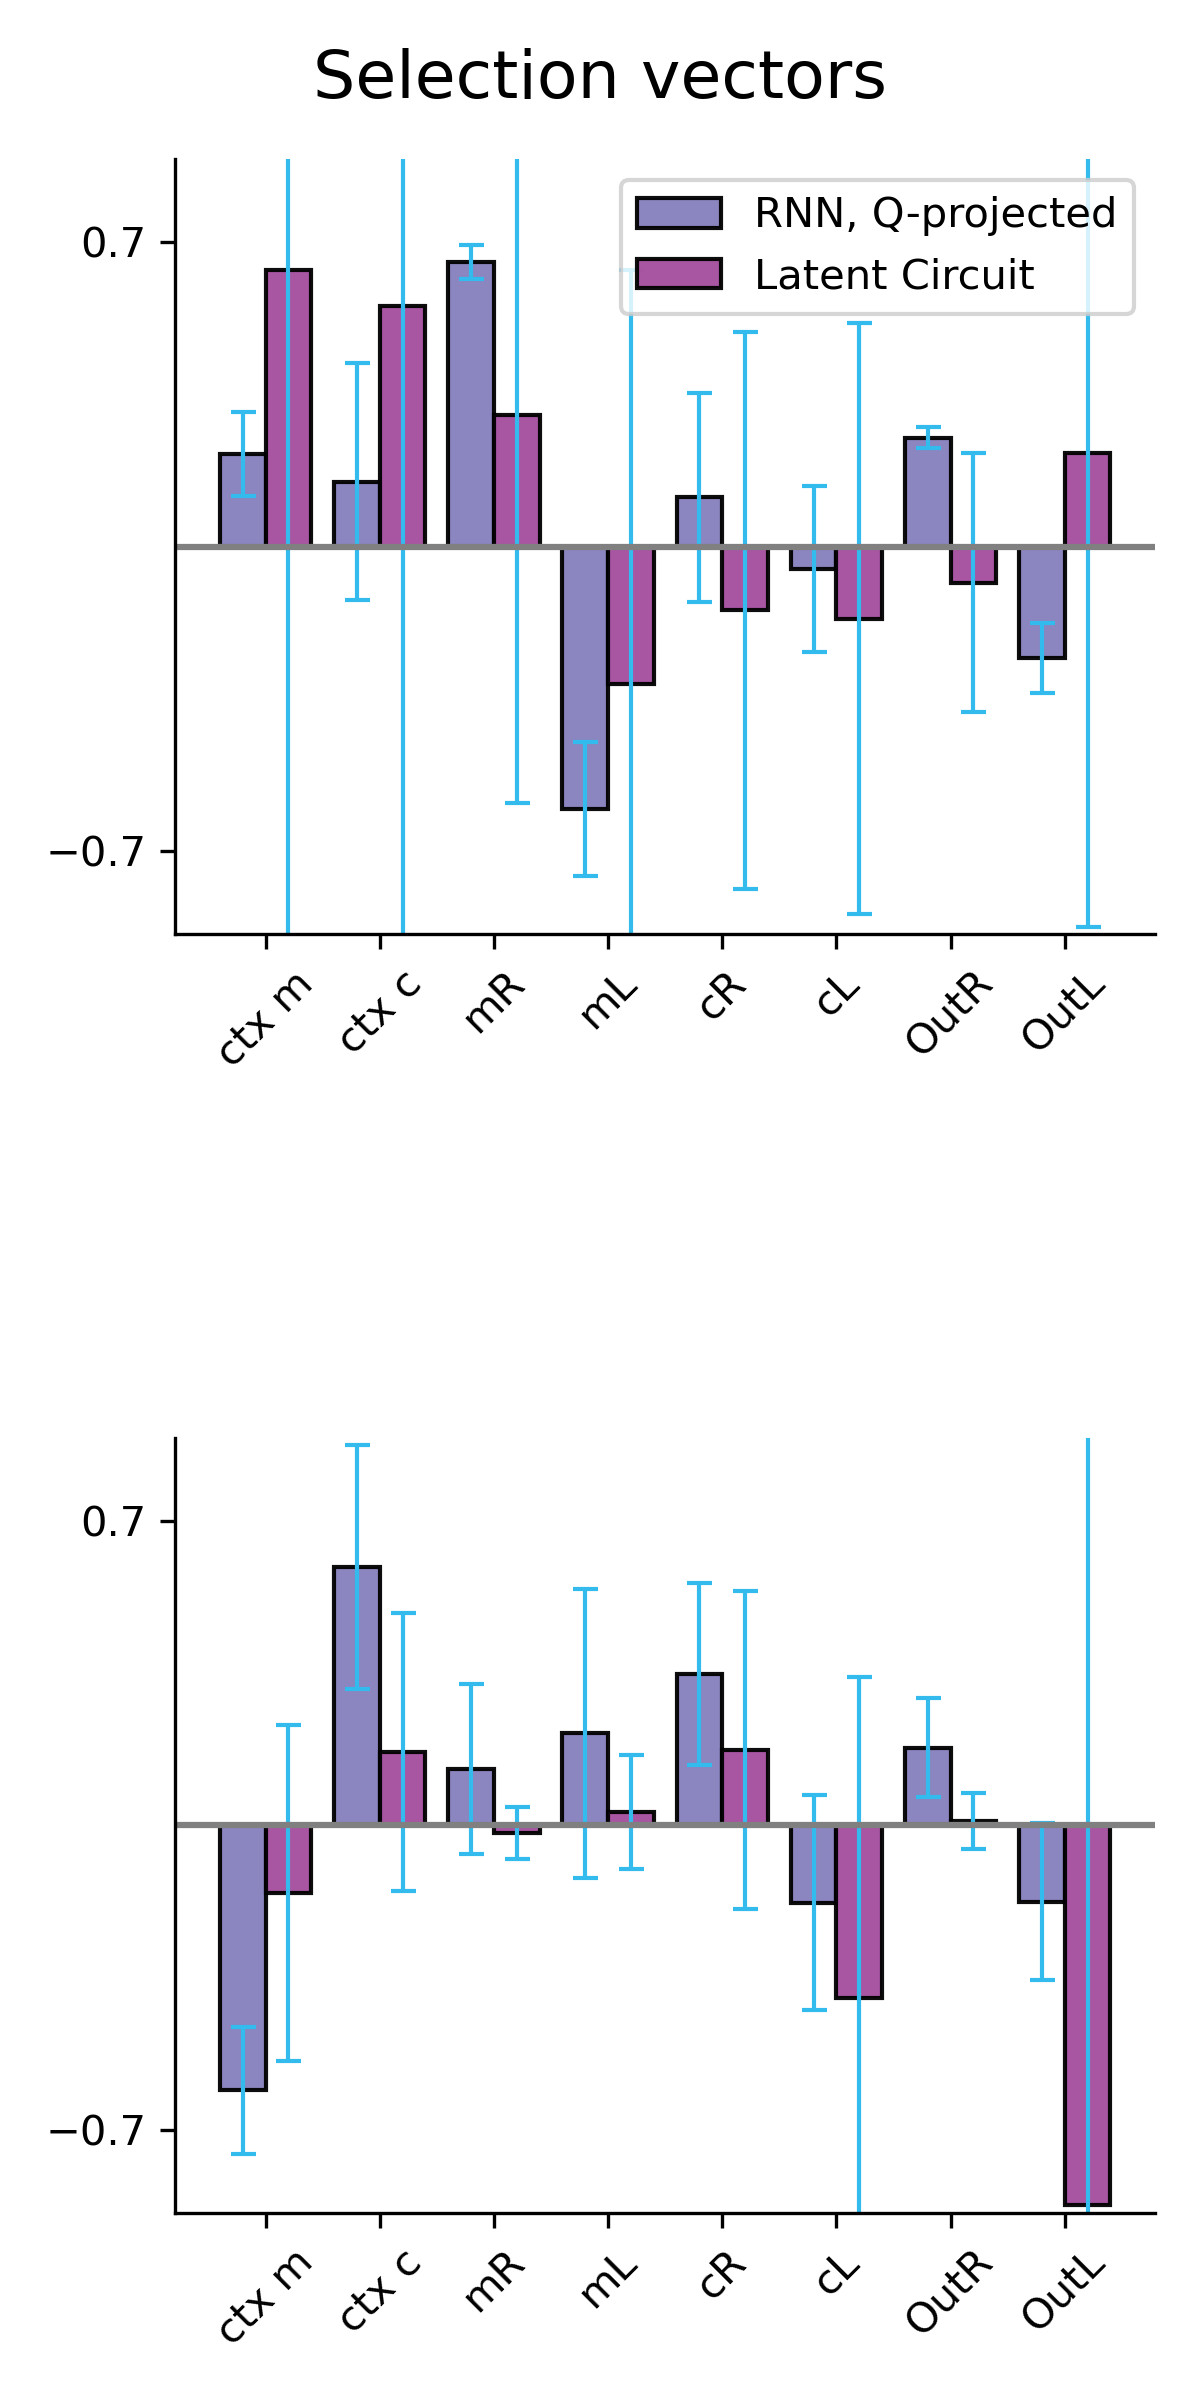 Selection vectors
0.7
RNN, Q-projected
Latent Circuit
−0.7
ctx m
ctx c
mR
mL
cR
cL
OutR
OutL
0.7
−0.7
ctx m
ctx c
mR
mL
cR
cL
OutR
OutL